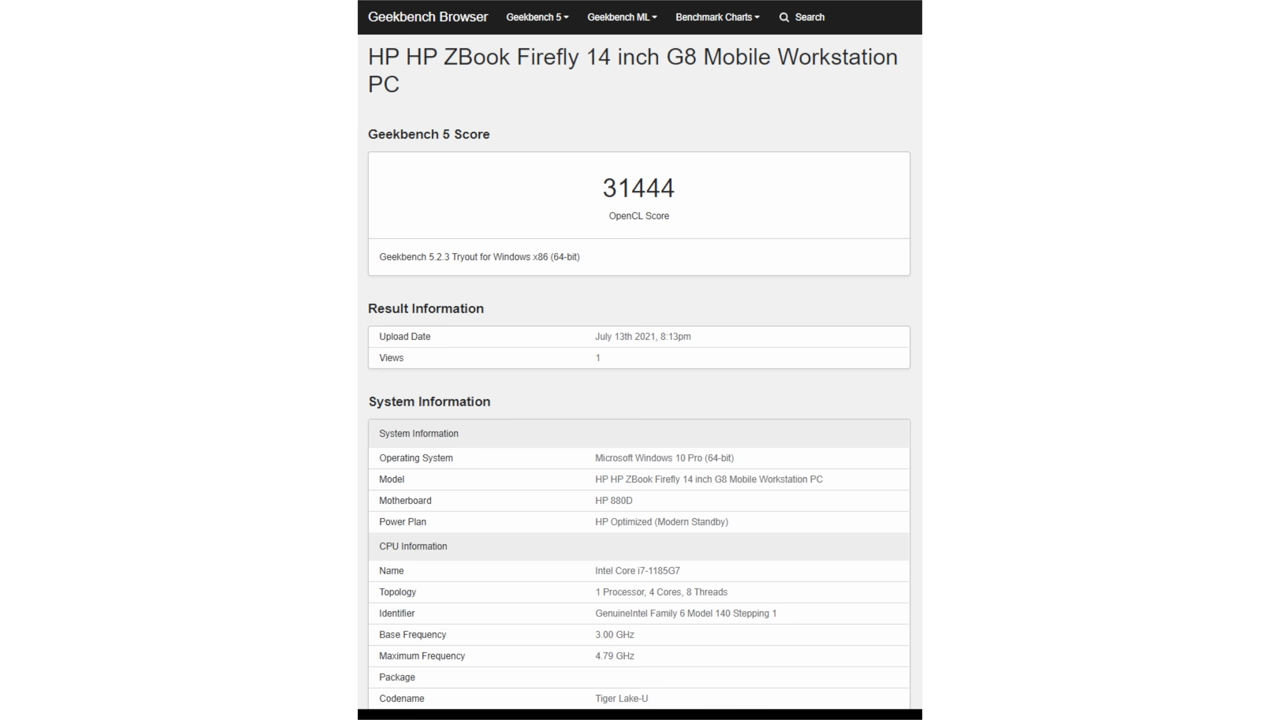 Geekbench Browser Geekbench 5 Geekbench ML Benchmark Charts Search
HP HP ZBook Firefly 14 inch G8 Mobile Workstation
PC
Geekbench 5 Score
31444
OpenCL Score
Geekbench 5.2.3 Tryout for Windows x86 (64-bit)
Result Information
Upload Date July 13th 2021, 8:13pm
Views 1
System Information
System Information
Operating System Microsoft Windows 10 Pro (64-bit)
Model HP HP ZBook Firefly 14 inch G8 Mobile Workstation PC
Motherboard HP 880D
Power Plan HP Optimized (Modern Standby)
CPU Information
Name Intel Core i7-1185G7
Topology 1 Processor, 4 Cores, 8 Threads
Identifier GenuineIntel Family 6 Model 140 Stepping 1
Base Frequency 3.00 GHz
Maximum Frequency 4.79 GHz
Package
Codename Tiger Lake-U